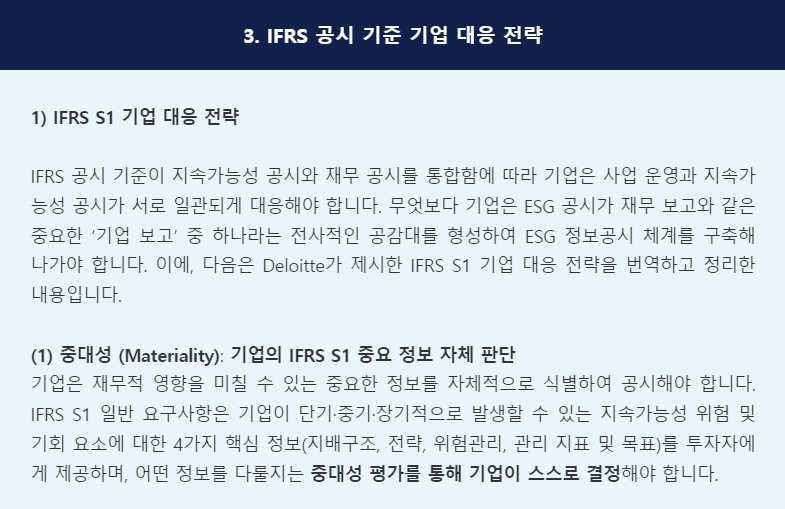 3. IFRS 공시 기준 기업 대응 전략
1) IFRS S1 기업 대응 전략
IFRS 공시 기준이 지속가능성 공시와 재무 공시를 통합함에 따라 기업은 사업 운영과 지속가
능성 공시가 서로 일관되게 대응해야 합니다. 무엇보다 기업은 ESG 공시가 재무 보고와 같은
중요한 ‘기업 보고’ 중 하나라는 전사적인 공감대를 형성하여 ESG 정보공시 체계를 구축해
나가야 합니다. 이에, 다음은 Deloitte가 제시한 IFRS S1 기업 대응 전략을 번역하고 정리한
내용입니다.
(1) 중대성 (Materiality): 기업의 IFRS S1 중요 정보 자체 판단
기업은 재무적 영향을 미칠 수 있는 중요한 정보를 자체적으로 식별하여 공시해야 합니다.
IFRS S1 일반 요구사항은 기업이 단기·중기·장기적으로 발생할 수 있는 지속가능성 위험 및
기회 요소에 대한 4가지 핵심 정보(지배구조, 전략, 위험관리, 관리 지표 및 목표)를 투자자에
게 제공하며, 어떤 정보를 다룰지는 중대성 평가를 통해 기업이 스스로 결정해야 합니다.